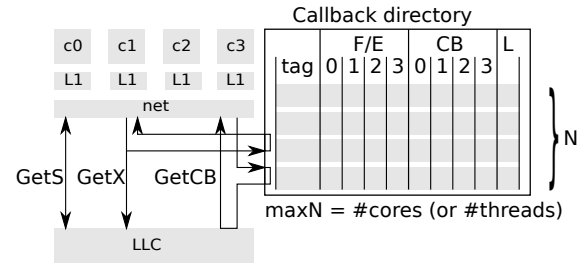 Callback directory
c0 c1 c2 c3
F/E CB L
L1 L1 L1 L1
tag 0 1 2 3 0 1 2 3
net
N
GetS GetX GetCB
maxN = #cores (or #threads)
LLC